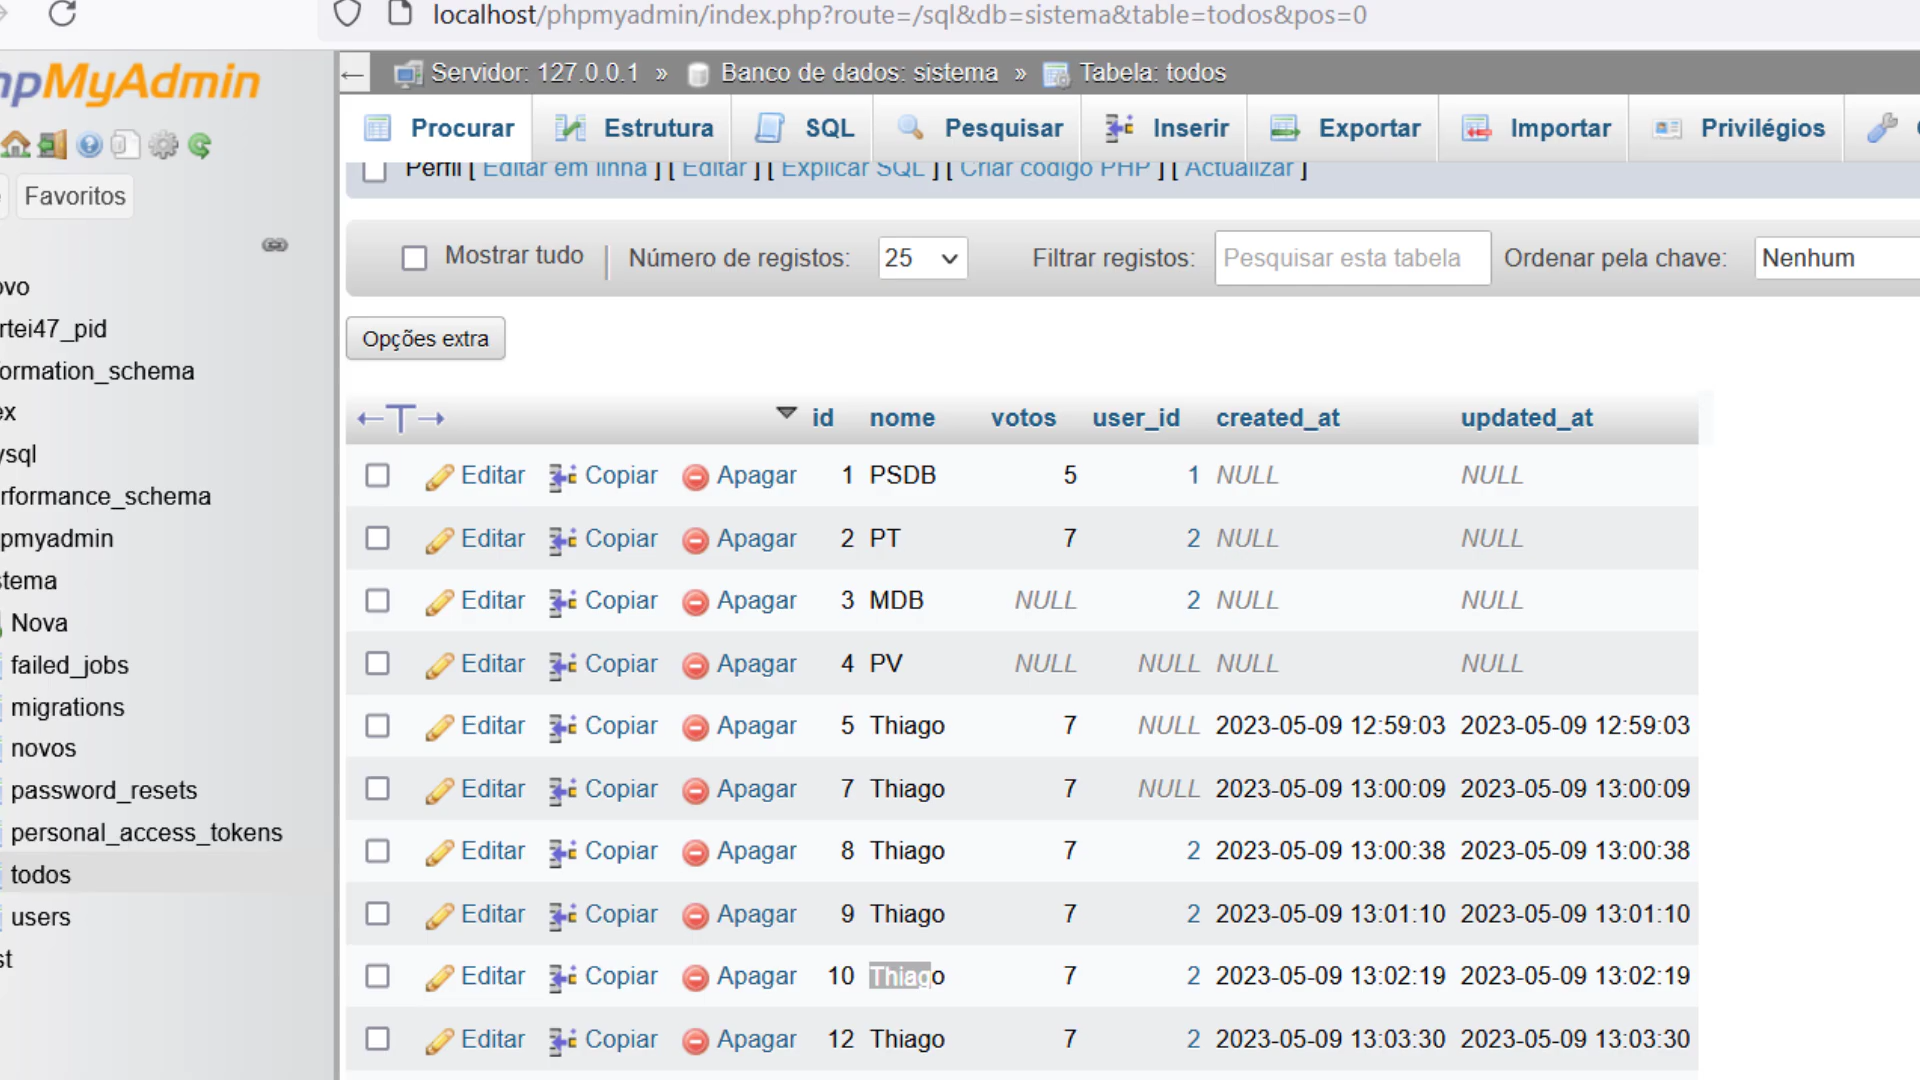 localhost/phpmyadmin/index.php?route=/sql&db=sistema&table=todos&pos=0
hpMyAdmin
Favoritos
ovo
rtei47_pid
ormation_schema
ex
ysql
rformance_schema
pmyadmin
stema
Nova
failed_jobs
migrations
novos
password_resets
personal_access_tokens
todos
users
st
← Servidor: 127.0.0.1 » Banco de dados: sistema » Tabela: todos
Procurar Estrutura SQL Pesquisar Inserir Exportar Importar Privilégios
Perfil [ Editar em linha ] [ Editar ] [ Explicar SQL ] [ Criar código PHP ] [ Actualizar ]
Mostrar tudo | Número de registos: 25 Filtrar registos: Pesquisar esta tabela Ordenar pela chave: Nenhum
Opções extra
←T→ id nome votos user_id created_at updated_at
Editar Copiar Apagar 1 PSDB 5 1 NULL NULL
Editar Copiar Apagar 2 PT 7 2 NULL NULL
Editar Copiar Apagar 3 MDB NULL 2 NULL NULL
Editar Copiar Apagar 4 PV NULL NULL NULL NULL
Editar Copiar Apagar 5 Thiago 7 NULL 2023-05-09 12:59:03 2023-05-09 12:59:03
Editar Copiar Apagar 7 Thiago 7 NULL 2023-05-09 13:00:09 2023-05-09 13:00:09
Editar Copiar Apagar 8 Thiago 7 2 2023-05-09 13:00:38 2023-05-09 13:00:38
Editar Copiar Apagar 9 Thiago 7 2 2023-05-09 13:01:10 2023-05-09 13:01:10
Editar Copiar Apagar 10 Thiago 7 2 2023-05-09 13:02:19 2023-05-09 13:02:19
Editar Copiar Apagar 12 Thiago 7 2 2023-05-09 13:03:30 2023-05-09 13:03:30